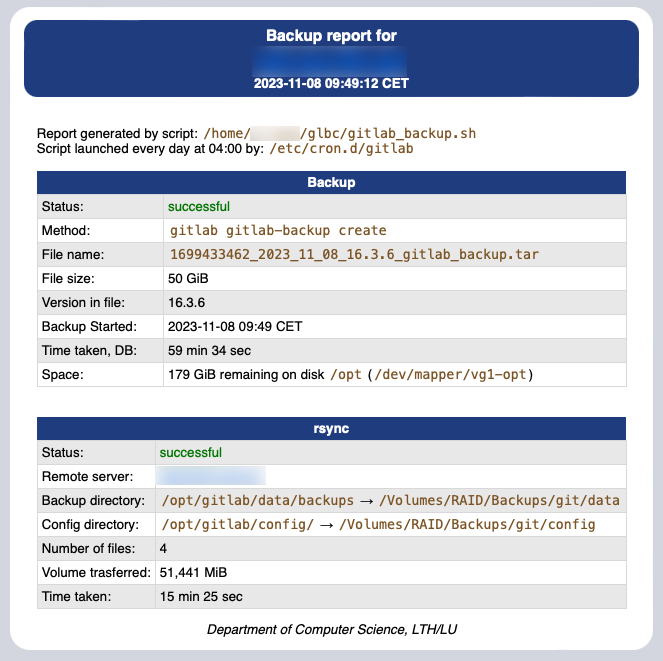 Backup report for
2023-11-08 09:49:12 CET
Report generated by script: /home/ /glbc/gitlab_backup.sh
Script launched every day at 04:00 by: /etc/cron.d/gitlab
Backup
Status: successful
Method: gitlab gitlab-backup create
File name: 1699433462_2023_11_08_16.3.6_gitlab_backup.tar
File size: 50 GiB
Version in file: 16.3.6
Backup Started: 2023-11-08 09:49 CET
Time taken, DB: 59 min 34 sec
Space: 179 GiB remaining on disk /opt (/dev/mapper/vg1-opt)
rsync
Status: successful
Remote server:
Backup directory: /opt/gitlab/data/backups → /Volumes/RAID/Backups/git/data
Config directory: /opt/gitlab/config/ → /Volumes/RAID/Backups/git/config
Number of files: 4
Volume trasferred: 51,441 MiB
Time taken: 15 min 25 sec
Department of Computer Science, LTH/LU